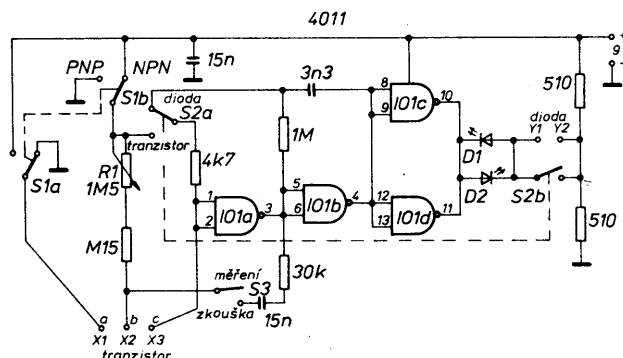 4011
PNP
NPN
15n
3n3
+
9
-
S1b
dioda
S2a
8
9
IO1c
10
510
tranzistor
1M
dioda
Y1 Y2
D1
S1a
R1
1M5
4k7
1
2
IO1a
3
5
6
IO1b
4
12
13
IO1d
11
D2
S2b
M15
30k
510
měření
S3
zkouška
15n
a b c
X1 X2 X3
tranzistor